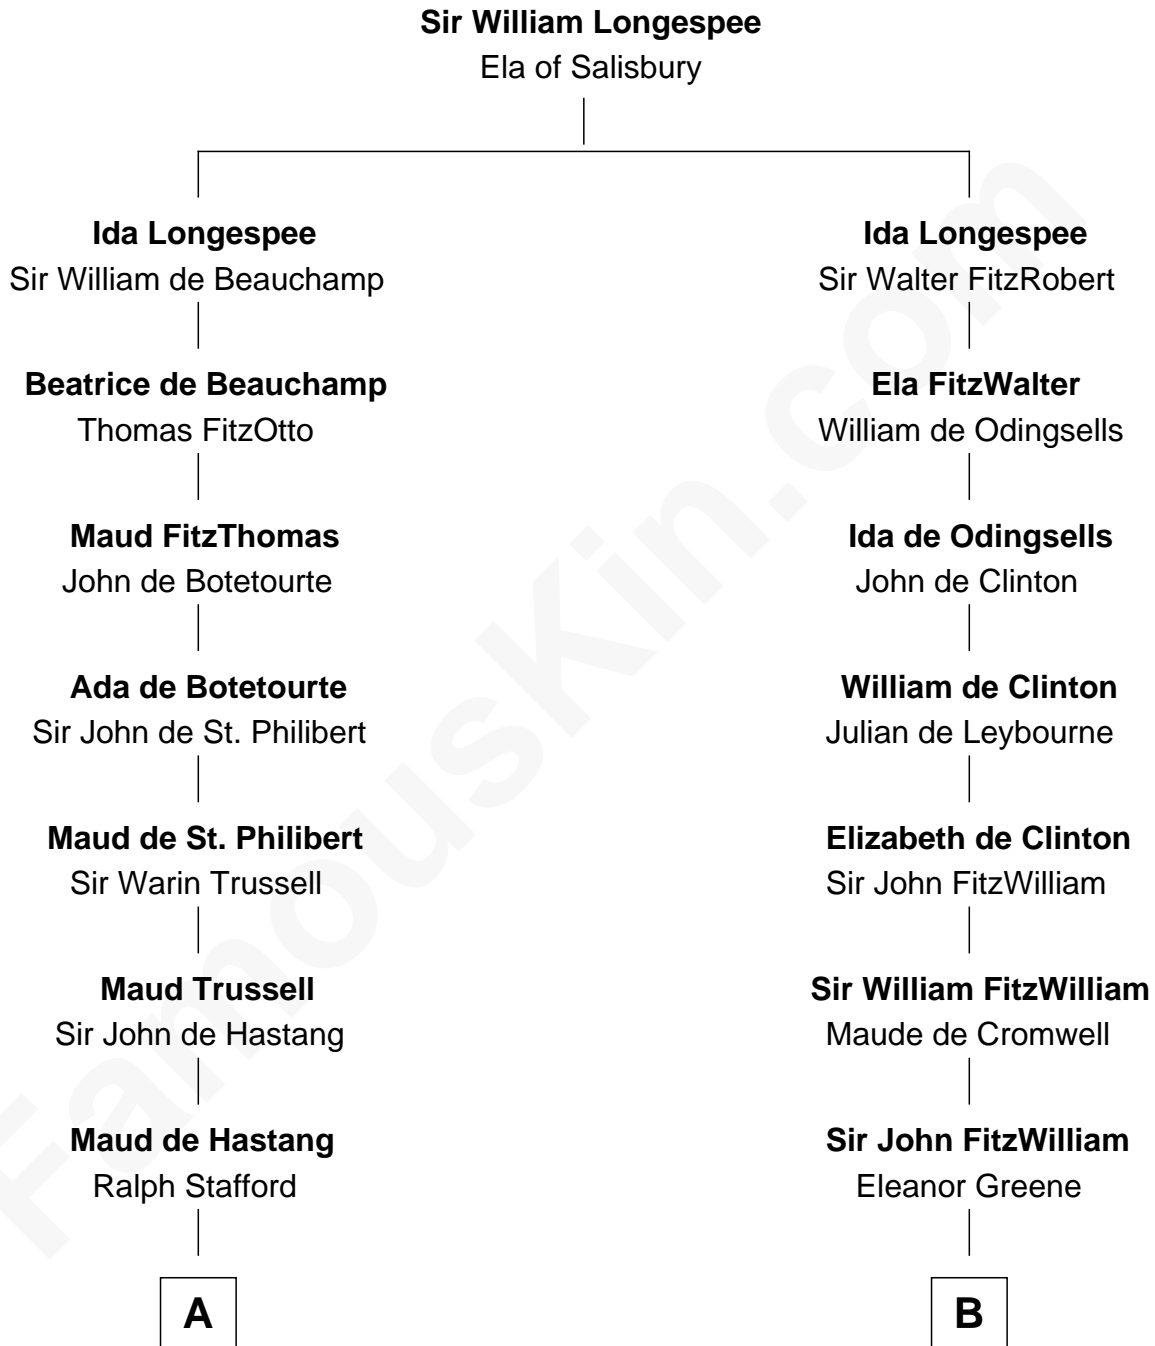 Sir William Longespee
Ela of Salisbury
Ida Longespee
Sir William de Beauchamp
Beatrice de Beauchamp
Thomas FitzOtto
Maud FitzThomas
John de Botetourte
Ada de Botetourte
Sir John de St. Philibert
Maud de St. Philibert
Sir Warin Trussell
Maud Trussell
Sir John de Hastang
Maud de Hastang
Ralph Stafford
A
Ida Longespee
Sir Walter FitzRobert
Ela FitzWalter
William de Odingsells
Ida de Odingsells
John de Clinton
William de Clinton
Julian de Leybourne
Elizabeth de Clinton
Sir John FitzWilliam
Sir William FitzWilliam
Maude de Cromwell
Sir John FitzWilliam
Eleanor Greene
B
FamousKin.com